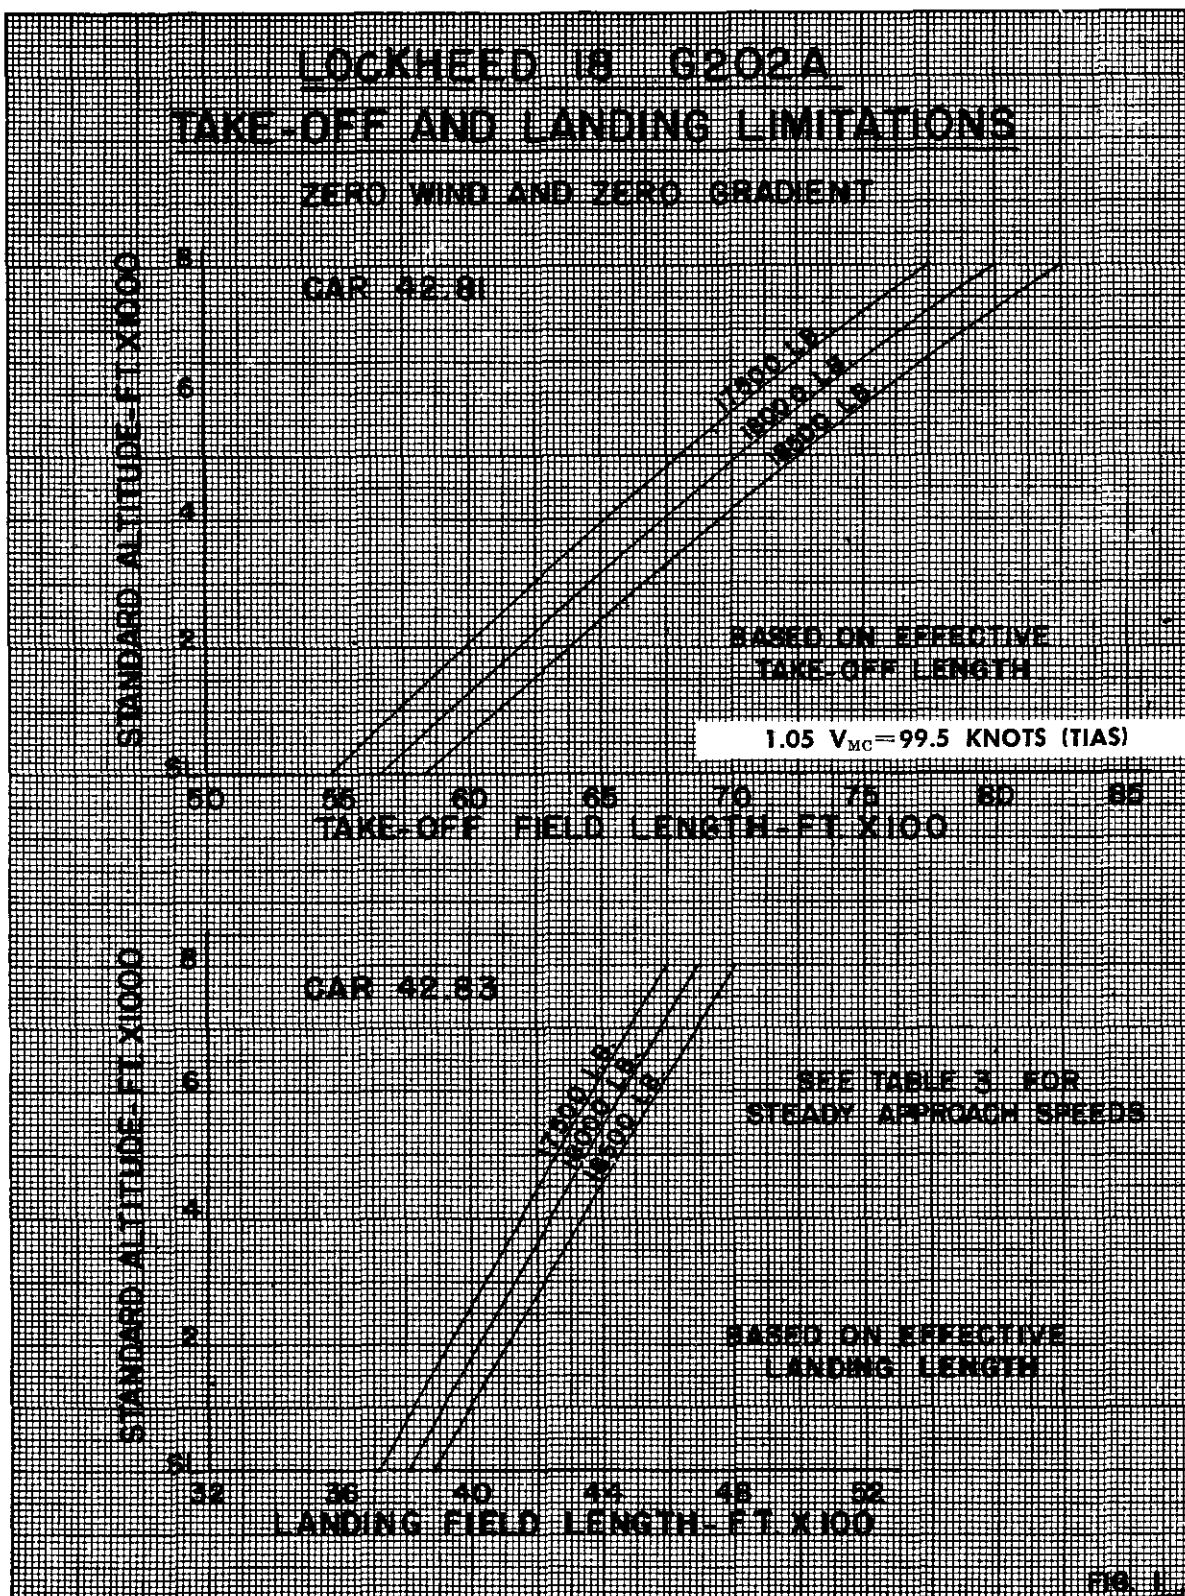 LOCKHEED 18 G202A
TAKE-OFF AND LANDING LIMITATIONS
ZERO WIND AND ZERO GRADIENT
CAR 42.81
STANDARD ALTITUDE-FT.X1000
8
6
4
2
SL
17500 LB.
18000 LB.
18500 LB.
BASED ON EFFECTIVE
TAKE-OFF LENGTH
1.05 VMC=99.5 KNOTS (TIAS)
50 55 60 65 70 75 80 85
TAKE-OFF FIELD LENGTH-FT. X100
CAR 42.83
STANDARD ALTITUDE-FT.X1000
8
6
4
2
SL
17500 LB.
18000 LB.
18500 LB.
SEE TABLE 3 FOR
STEADY APPROACH SPEEDS
BASED ON EFFECTIVE
LANDING LENGTH
32 36 40 44 48 52
LANDING FIELD LENGTH-FT. X100
FIG. 1